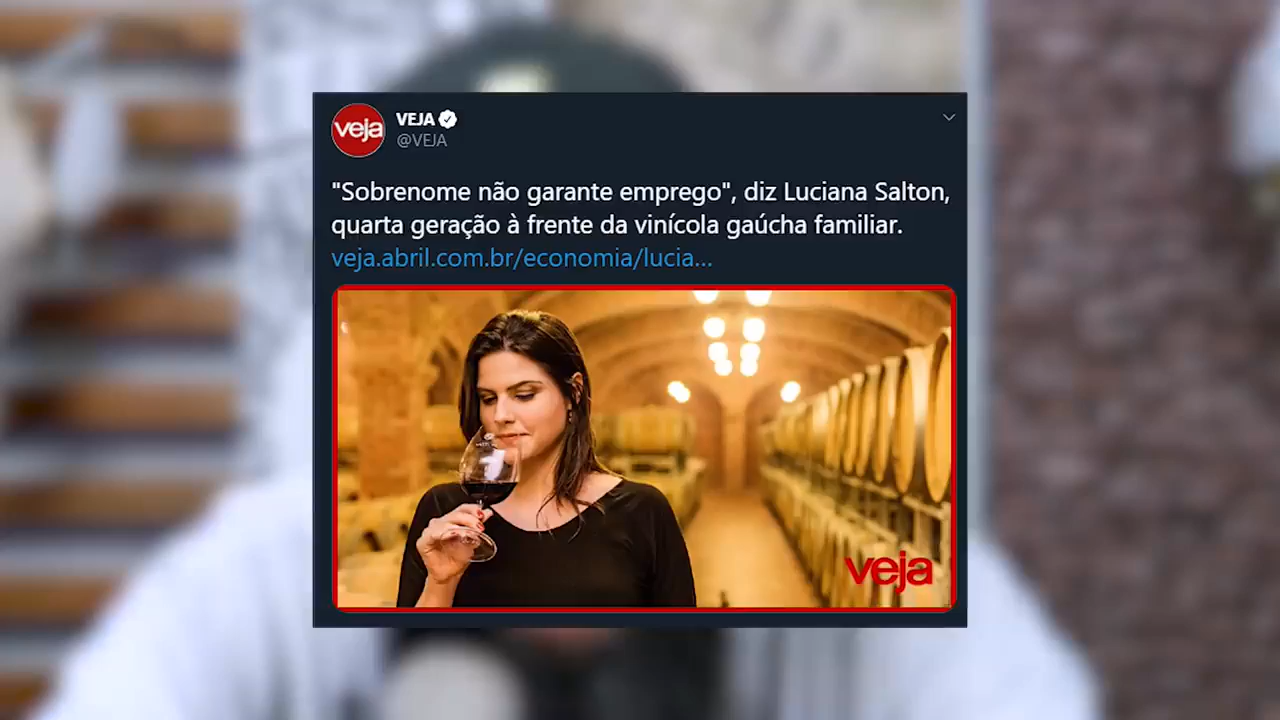 veja
VEJA
@VEJA
"Sobrenome não garante emprego", diz Luciana Salton,
quarta geração à frente da vinícola gaúcha familiar.
veja.abril.com.br/economia/lucia...
veja